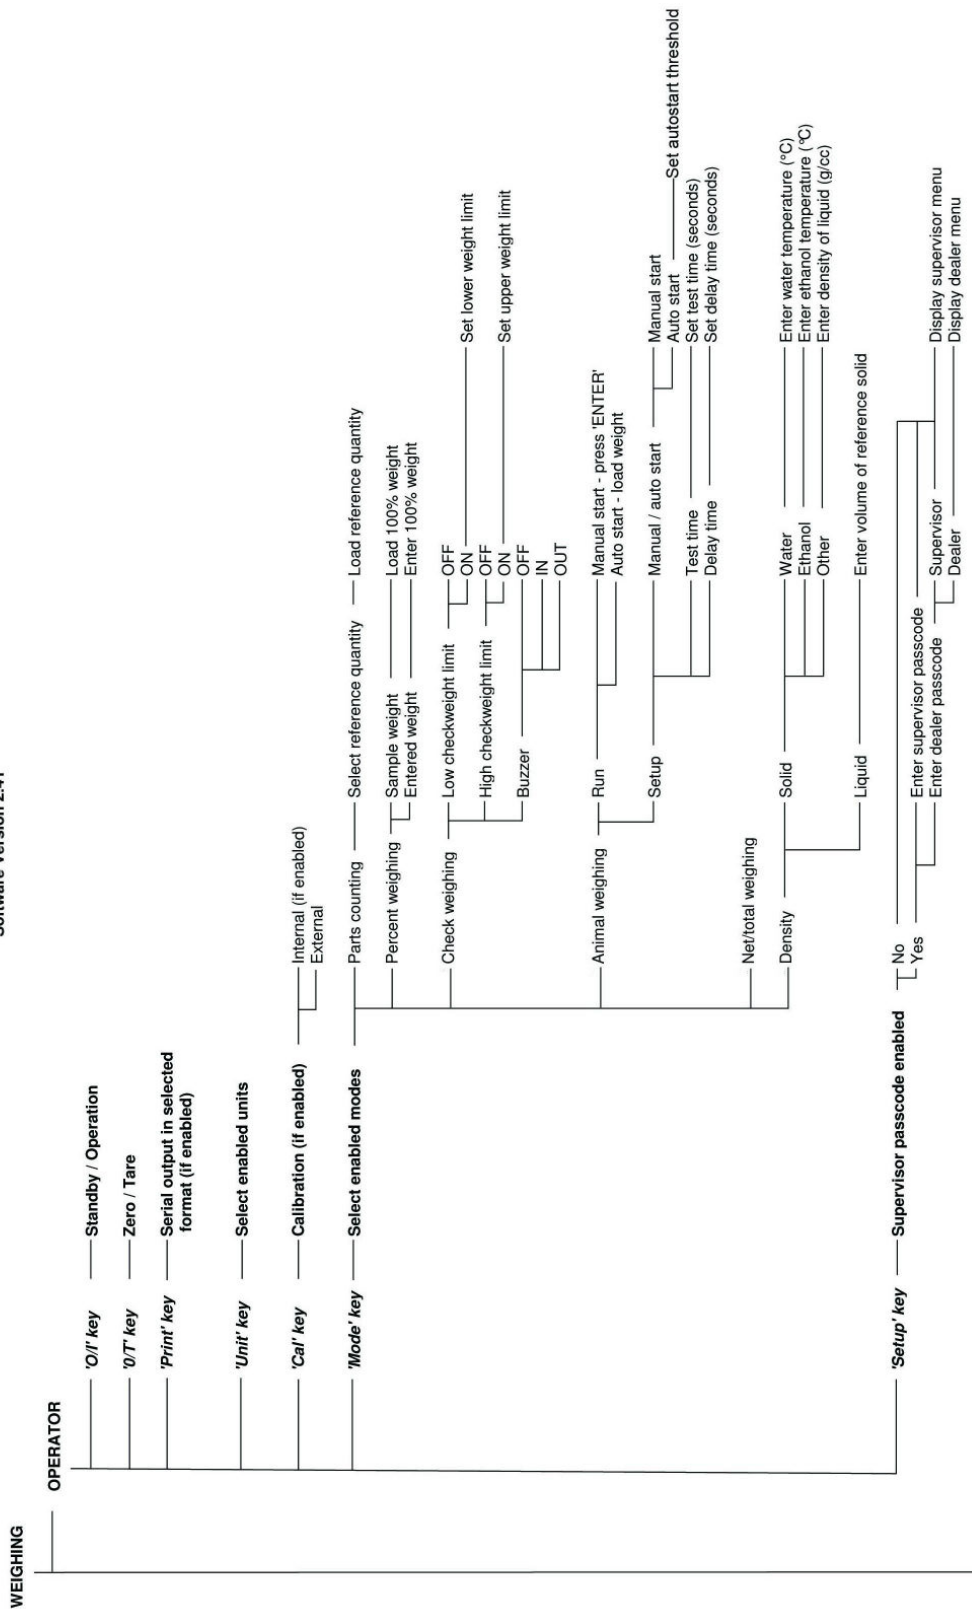 Software Version 2.41
WEIGHING
OPERATOR
'O/I' key
Standby / Operation
'0/T' key
Zero / Tare
'Print' key
Serial output in selected
format (if enabled)
'Unit' key
Select enabled units
'Cal' key
Calibration (if enabled)
Internal (if enabled)
External
'Mode' key
Select enabled modes
Parts counting
Select reference quantity
Load reference quantity
Percent weighing
Sample weight
Load 100% weight
Entered weight
Enter 100% weight
Check weighing
Low checkweight limit
OFF
ON
Set lower weight limit
High checkweight limit
OFF
ON
Set upper weight limit
Buzzer
OFF
IN
OUT
Animal weighing
Run
Manual start - press 'ENTER'
Auto start - load weight
Setup
Manual / auto start
Manual start
Auto start
Set autostart threshold
Test time
Set test time (seconds)
Delay time
Set delay time (seconds)
Net/total weighing
Density
Solid
Water
Enter water temperature (°C)
Ethanol
Enter ethanol temperature (°C)
Other
Enter density of liquid (g/cc)
Liquid
Enter volume of reference solid
'Setup' key
Supervisor passcode enabled
No
Yes
Enter supervisor passcode
Enter dealer passcode
Supervisor
Display supervisor menu
Dealer
Display dealer menu